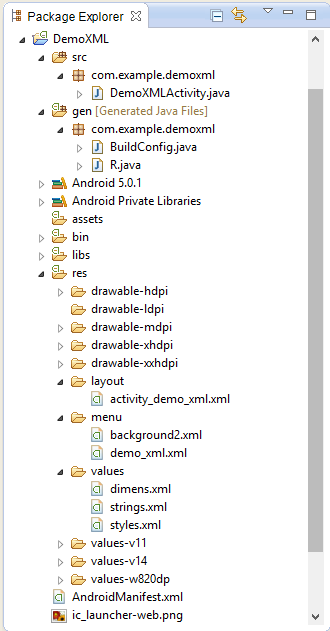 Package Explorer
DemoXML
src
com.example.demoxml
DemoXMLActivity.java
gen [Generated Java Files]
com.example.demoxml
BuildConfig.java
R.java
Android 5.0.1
Android Private Libraries
assets
bin
libs
res
drawable-hdpi
drawable-ldpi
drawable-mdpi
drawable-xhdpi
drawable-xxhdpi
layout
activity_demo_xml.xml
menu
background2.xml
demo_xml.xml
values
dimens.xml
strings.xml
styles.xml
values-v11
values-v14
values-w820dp
AndroidManifest.xml
ic_launcher-web.png